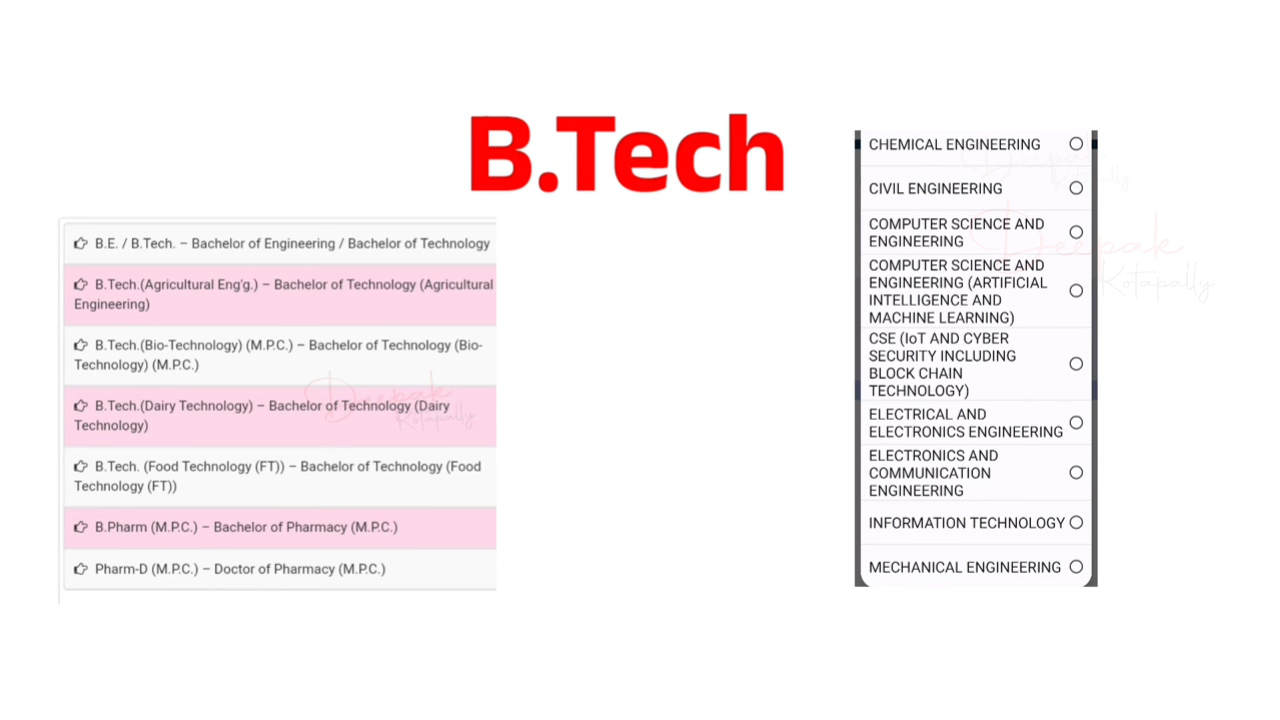 B.Tech
B.E. / B.Tech. – Bachelor of Engineering / Bachelor of Technology
B.Tech.(Agricultural Eng'g.) – Bachelor of Technology (Agricultural
Engineering)
B.Tech.(Bio-Technology) (M.P.C.) – Bachelor of Technology (Bio-
Technology) (M.P.C.)
B.Tech.(Dairy Technology) – Bachelor of Technology (Dairy
Technology)
B.Tech. (Food Technology (FT)) – Bachelor of Technology (Food
Technology (FT))
B.Pharm (M.P.C.) – Bachelor of Pharmacy (M.P.C.)
Pharm-D (M.P.C.) – Doctor of Pharmacy (M.P.C.)
Deepak
Kotapally
CHEMICAL ENGINEERING
CIVIL ENGINEERING
COMPUTER SCIENCE AND
ENGINEERING
COMPUTER SCIENCE AND
ENGINEERING (ARTIFICIAL
INTELLIGENCE AND
MACHINE LEARNING)
CSE (IoT AND CYBER
SECURITY INCLUDING
BLOCK CHAIN
TECHNOLOGY)
ELECTRICAL AND
ELECTRONICS ENGINEERING
ELECTRONICS AND
COMMUNICATION
ENGINEERING
INFORMATION TECHNOLOGY
MECHANICAL ENGINEERING
Deepak
Kotapally